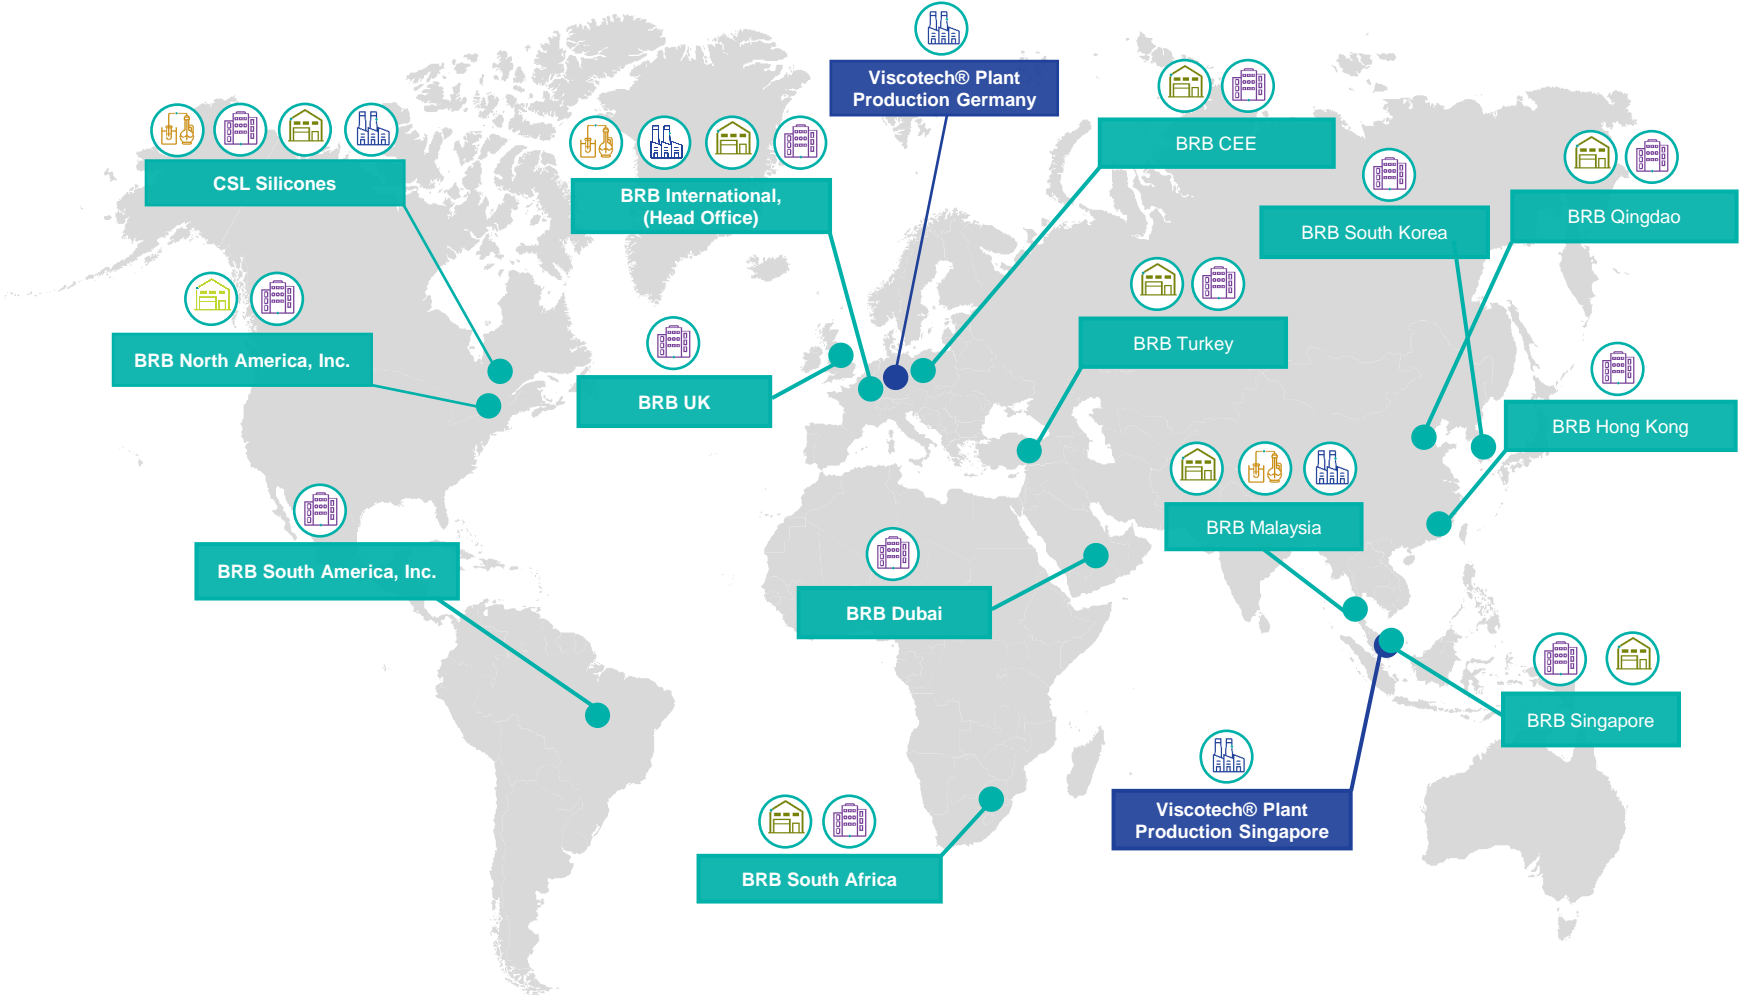 Viscotech® Plant
Production Germany
BRB CEE
CSL Silicones
BRB International,
(Head Office)
BRB South Korea
BRB Qingdao
BRB North America, Inc.
BRB Turkey
BRB UK
BRB Hong Kong
BRB Malaysia
BRB South America, Inc.
BRB Dubai
BRB Singapore
Viscotech® Plant
Production Singapore
BRB South Africa